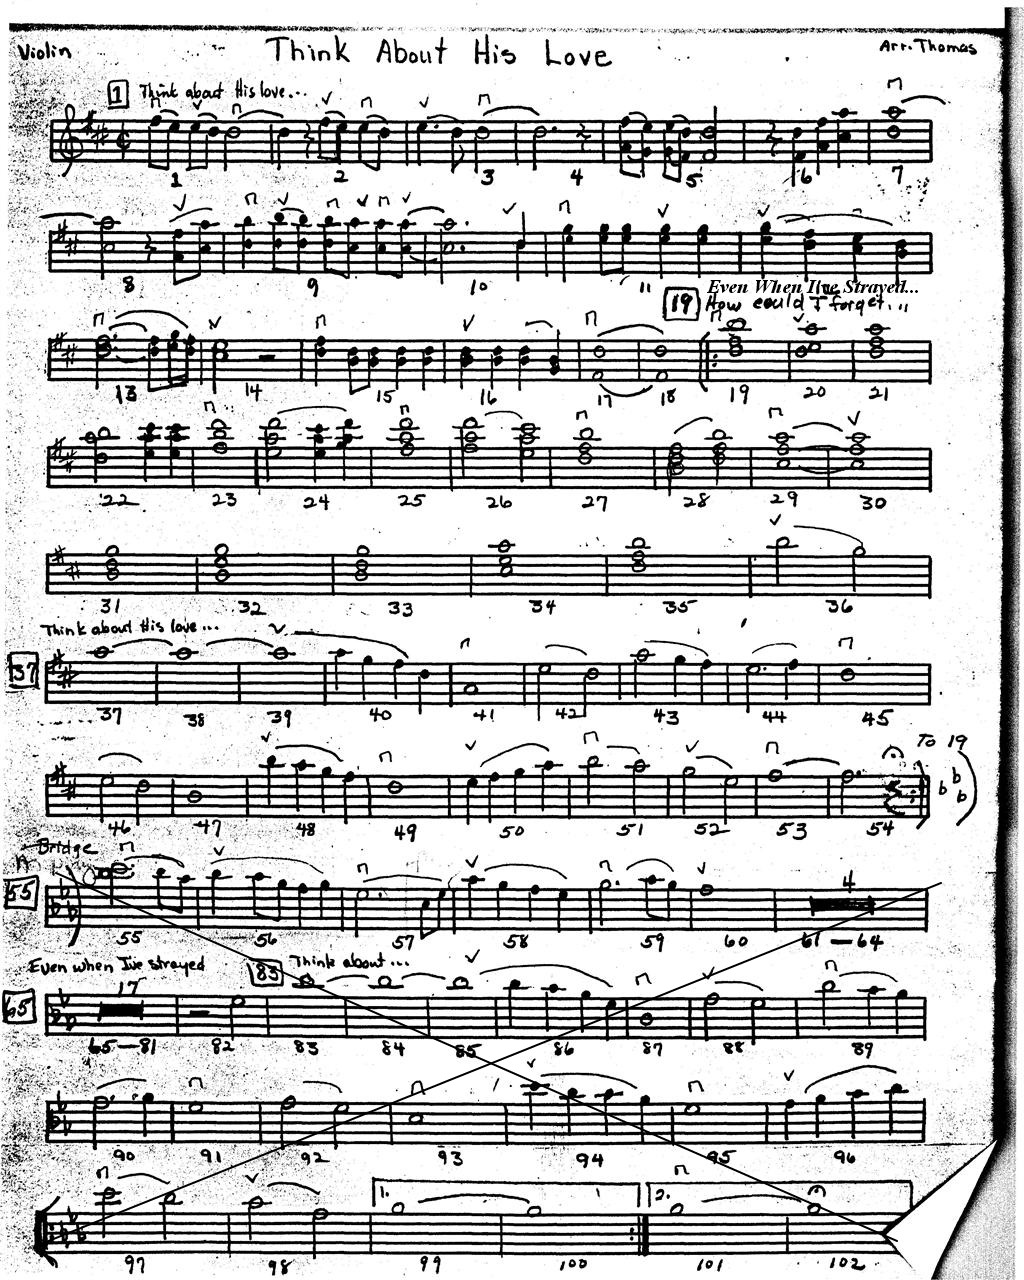 Violin Think About His Love Arr. Thomas
1 Think about His love...
1 2 3 4 5 6 7
8 9 10 11
Even When I've Strayed...
19 How could I forget...
13 14 15 16 17 18 19 20 21
22 23 24 25 26 27 28 29 30
31 32 33 34 35 36
Think about His love...
37
37 38 39 40 41 42 43 44 45
To 19
46 47 48 49 50 51 52 53 54
Bridge
55 4
55 56 57 58 59 60 61—64
Even when I've strayed 83 Think about...
65 17
65—81 82 83 84 85 86 87 88 89
90 91 92 93 94 95 96
1. 2.
97 98 99 100 101 102